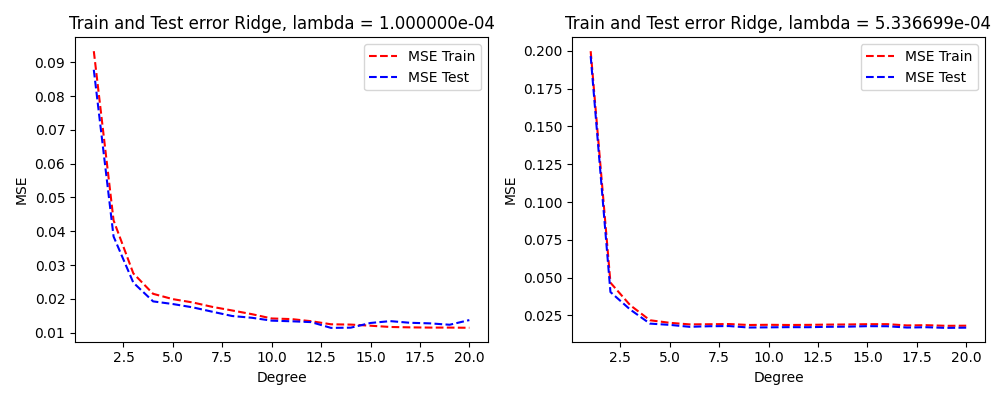 Train and Test error Ridge, lambda = 1.000000e-04
MSE Train
MSE Test
0.09
0.08
0.07
0.06
0.05
0.04
0.03
0.02
0.01
MSE
2.5 5.0 7.5 10.0 12.5 15.0 17.5 20.0
Degree
Train and Test error Ridge, lambda = 5.336699e-04
MSE Train
MSE Test
0.200
0.175
0.150
0.125
0.100
0.075
0.050
0.025
MSE
2.5 5.0 7.5 10.0 12.5 15.0 17.5 20.0
Degree